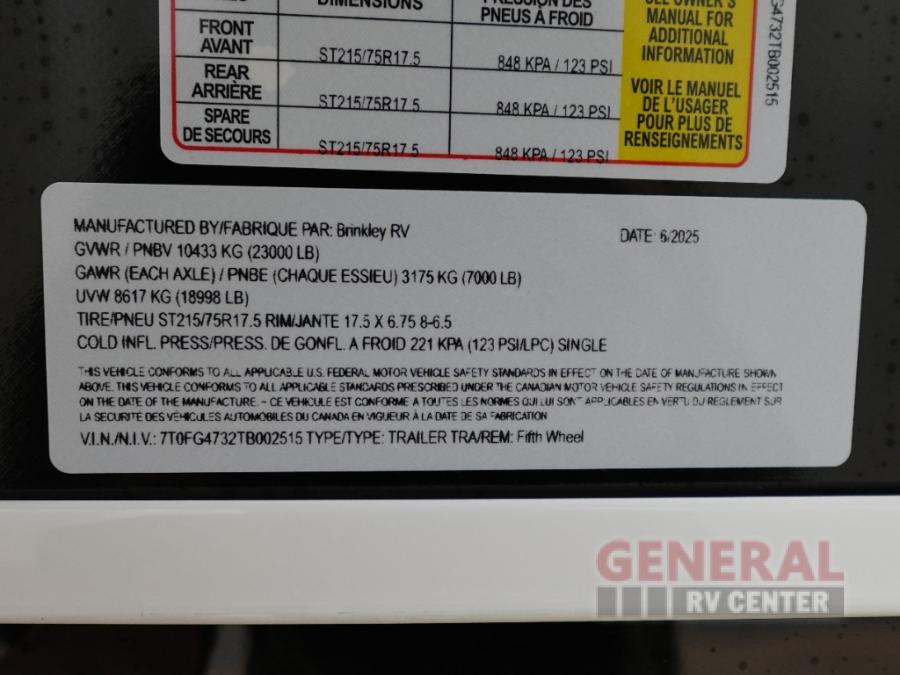 DIMENSIONS
PNEUS À FROID
SEE OWNER'S
MANUAL FOR
ADDITIONAL
INFORMATION
VOIR LE MANUEL
DE L'USAGER
POUR PLUS DE
RENSEIGNEMENTS
FRONT
AVANT
ST215/75R17.5
848 KPA / 123 PSI
REAR
ARRIÈRE
ST215/75R17.5
848 KPA / 123 PSI
SPARE
DE SECOURS
ST215/75R17.5
848 KPA / 123 PSI
G4732TB002515
MANUFACTURED BY/FABRIQUE PAR: Brinkley RV
DATE: 6/2025
GVWR / PNBV 10433 KG (23000 LB)
GAWR (EACH AXLE) / PNBE (CHAQUE ESSIEU) 3175 KG (7000 LB)
UVW 8617 KG (18998 LB)
TIRE/PNEU ST215/75R17.5 RIM/JANTE 17.5 X 6.75 8-6.5
COLD INFL. PRESS/PRESS. DE GONFL. A FROID 221 KPA (123 PSI/LPC) SINGLE
THIS VEHICLE CONFORMS TO ALL APPLICABLE U.S. FEDERAL MOTOR VEHICLE SAFETY STANDARDS IN EFFECT ON THE DATE OF MANUFACTURE SHOWN
ABOVE. THIS VEHICLE CONFORMS TO ALL APPLICABLE STANDARDS PRESCRIBED UNDER THE CANADIAN MOTOR VEHICLE SAFETY REGULATIONS IN EFFECT
ON THE DATE OF THE MANUFACTURE. - CE VEHICULE EST CONFORME A TOUTES LES NORMES QUI LUI SONT APPLICABLES EN VERTU DU REGLEMENT SUR
LA SECURITE DES VEHICULES AUTOMOBILES DU CANADA EN VIGUEUR À LA DATE DE SA FABRICATION
V.I.N./N.I.V.: 7T0FG4732TB002515 TYPE/TYPE: TRAILER TRA/REM: Fifth Wheel
GENERAL
RV CENTER